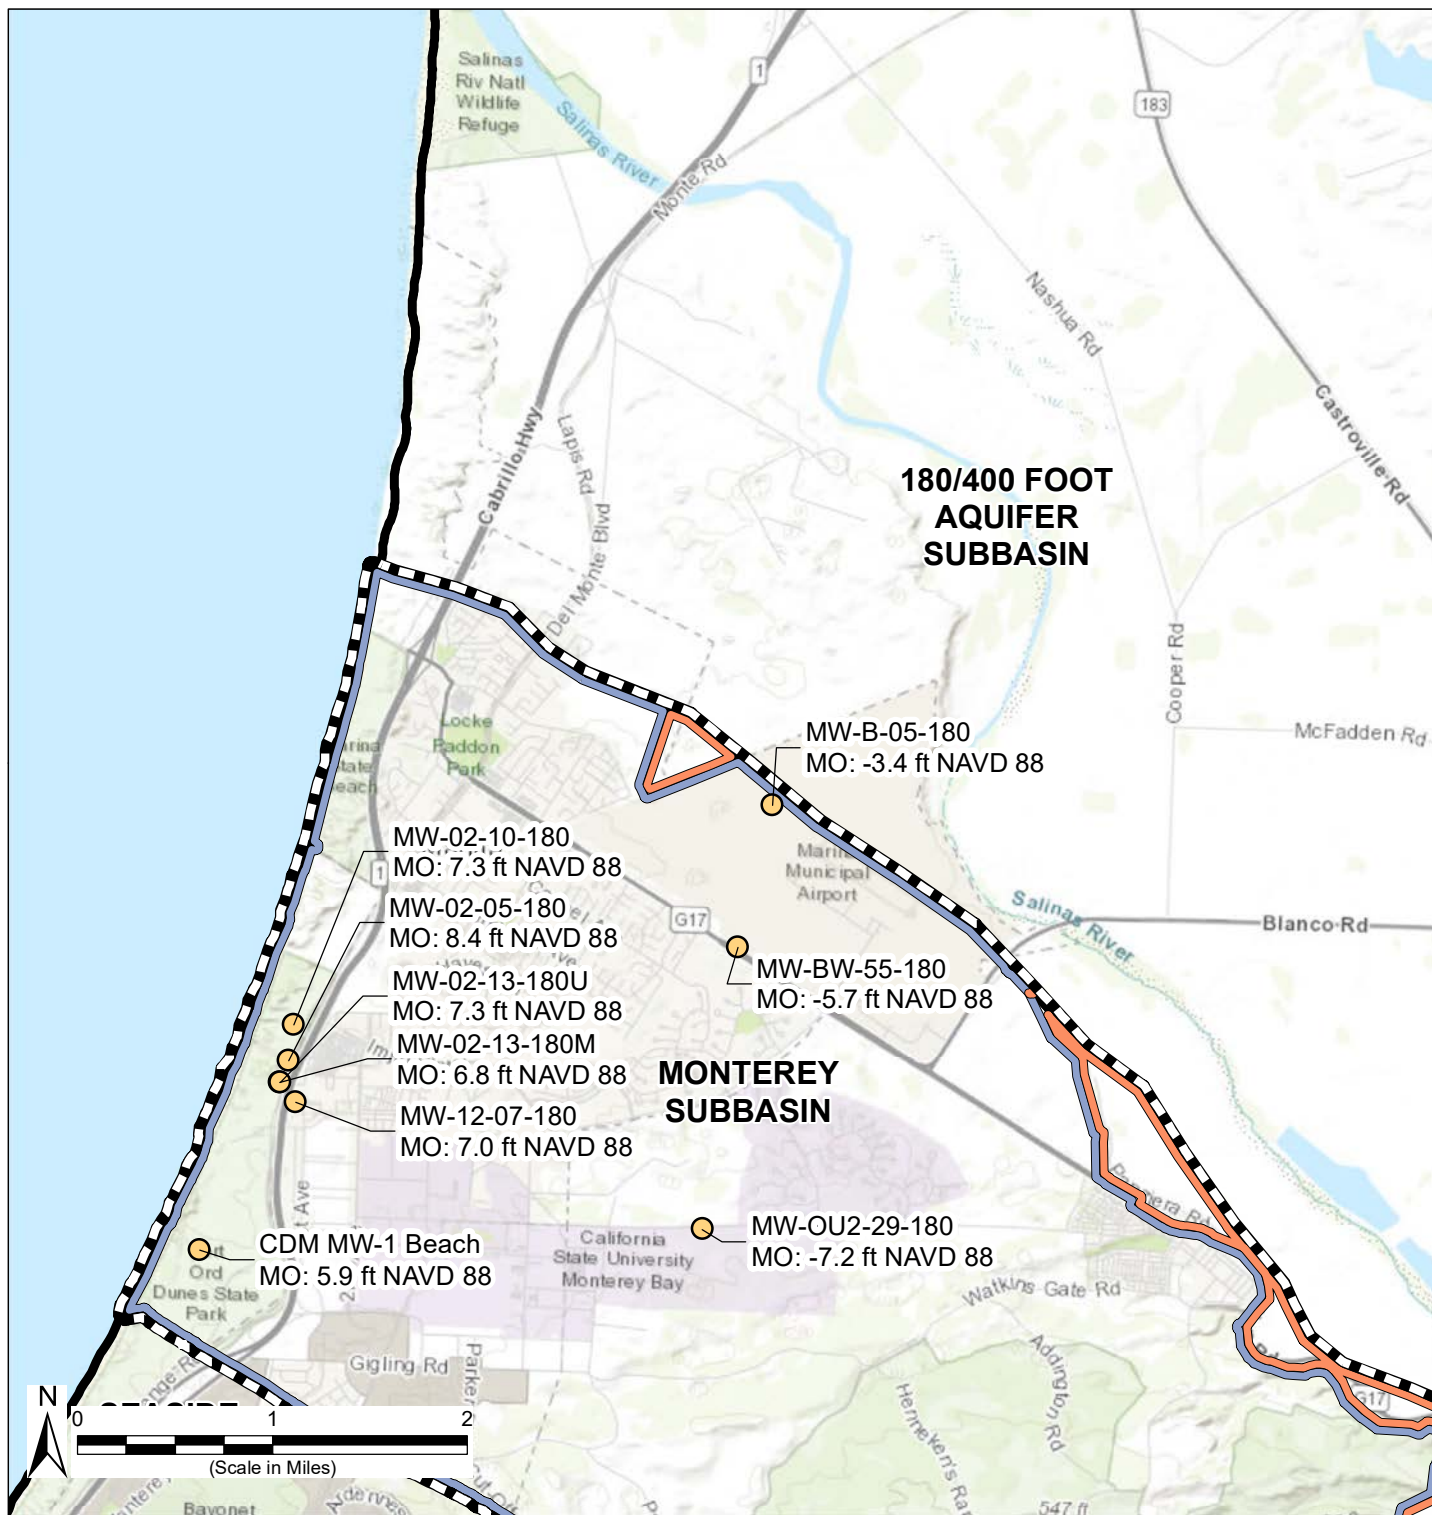 Salinas
Riv Natl
Wildlife
Refuge
1
183
Salinas River
Monte Rd
Nashua Rd
Castroville Rd
Cabrillo Hwy
Lapis Rd
180/400 FOOT
AQUIFER
SUBBASIN
Del Monte Blvd
Cooper Rd
McFadden Rd
Locke
Paddon
Park
MW-B-05-180
MO: -3.4 ft NAVD 88
MW-02-10-180
MO: 7.3 ft NAVD 88
1
Marina
Municipal
Airport
MW-02-05-180
MO: 8.4 ft NAVD 88
G17
Salinas River
Blanco Rd
MW-BW-55-180
MO: -5.7 ft NAVD 88
MW-02-13-180U
MO: 7.3 ft NAVD 88
MW-02-13-180M
MO: 6.8 ft NAVD 88
MONTEREY
SUBBASIN
MW-12-07-180
MO: 7.0 ft NAVD 88
CDM MW-1 Beach
MO: 5.9 ft NAVD 88
MW-OU2-29-180
MO: -7.2 ft NAVD 88
California
State University
Monterey Bay
Ord
Dunes State
Park
Watkins Gate Rd
Addington Rd
Gigling Rd
G17
N
0 1 2
(Scale in Miles)
Bayonet
547 ft